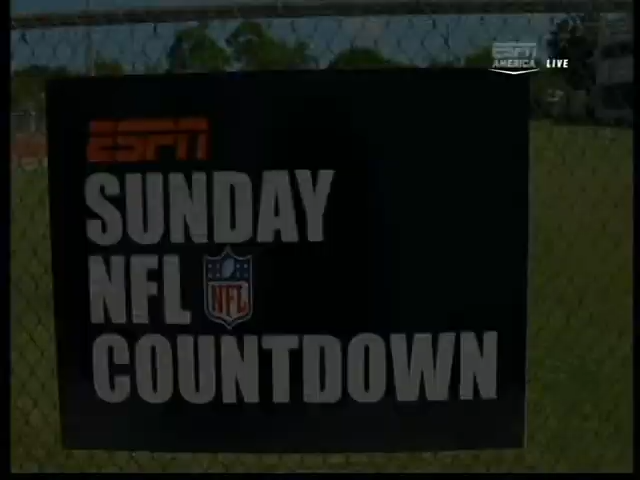 ESPN
AMERICA LIVE
ESPN
SUNDAY
NFL NFL
COUNTDOWN